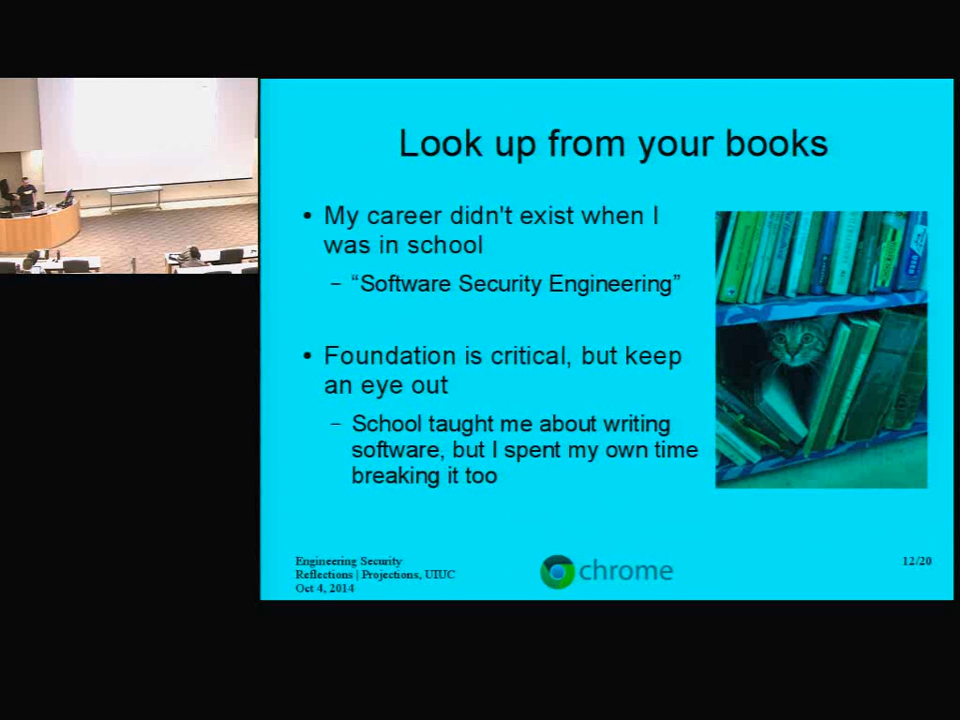 Look up from your books
• My career didn't exist when I
was in school
– “Software Security Engineering”
• Foundation is critical, but keep
an eye out
– School taught me about writing
software, but I spent my own time
breaking it too
Engineering Security
Reflections | Projections, UIUC
Oct 4, 2014
chrome
12/20